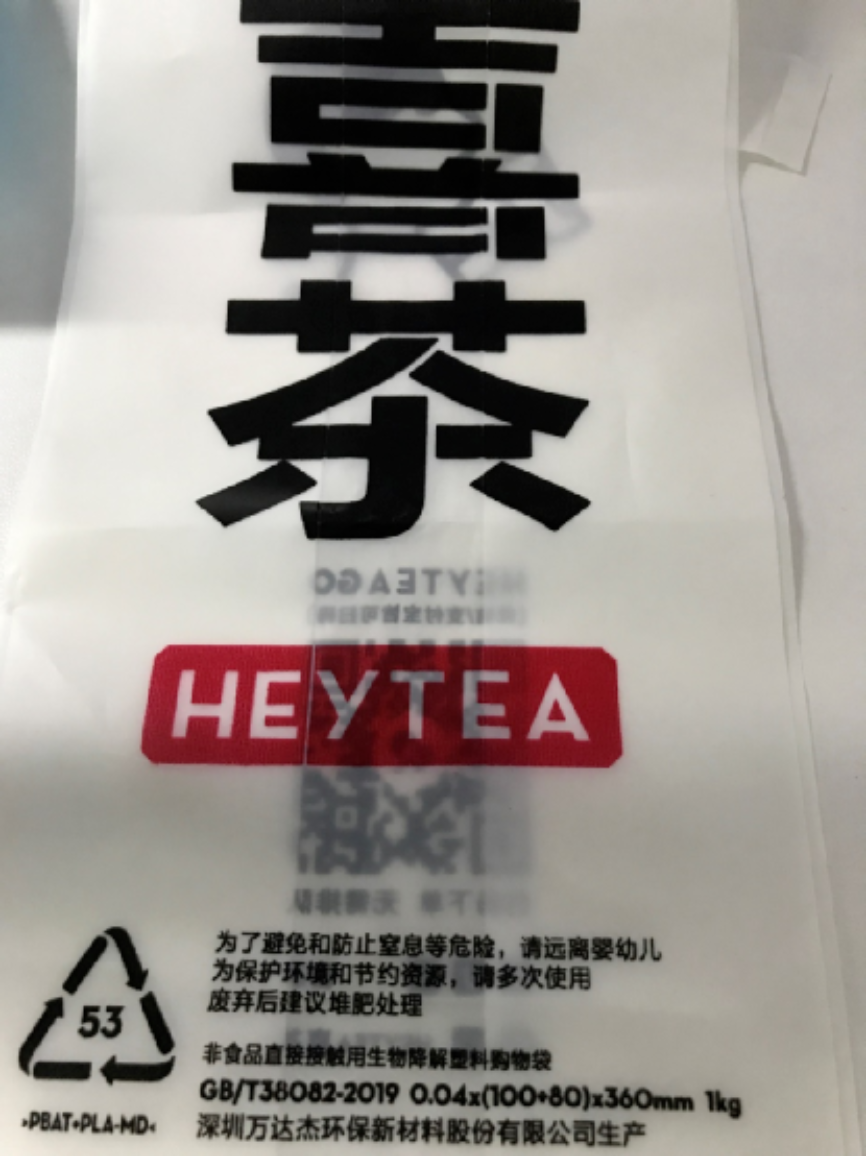 喜茶
HEYTEAGO
HEYTEA
为了避免和防止窒息等危险，请远离婴幼儿
为保护环境和节约资源，请多次使用
废弃后建议堆肥处理
53
非食品直接接触用生物降解塑料购物袋
GB/T38082-2019 0.04x(100+80)x360mm 1kg
>PBAT+PLA-MD<
深圳万达杰环保新材料股份有限公司生产